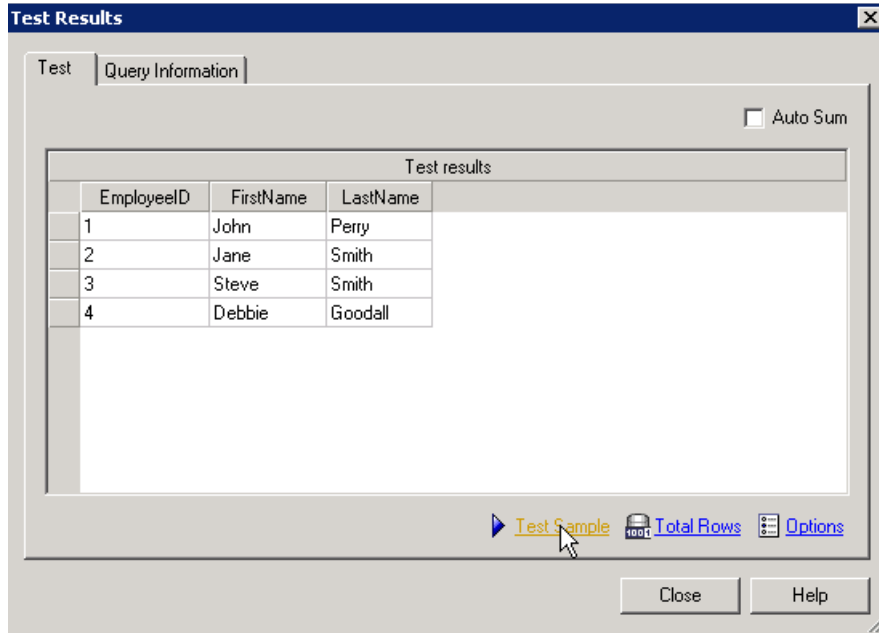 Test Results
Test Query Information
Auto Sum
Test results
EmployeeID FirstName LastName
1 John Perry
2 Jane Smith
3 Steve Smith
4 Debbie Goodall
Test Sample 1001 Total Rows Options
Close Help